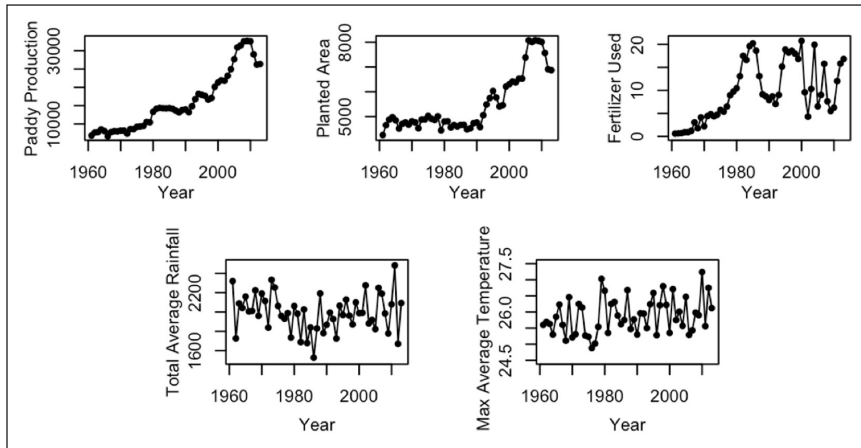 Paddy Production
10000
30000
1960
1980
2000
Year
Planted Area
5000
8000
1960
1980
2000
Year
Fertilizer Used
0
10
20
1960
1980
2000
Year
Total Average Rainfall
1600
2200
1960
1980
2000
Year
Max Average Temperature
24.5
26.0
27.5
1960
1980
2000
Year